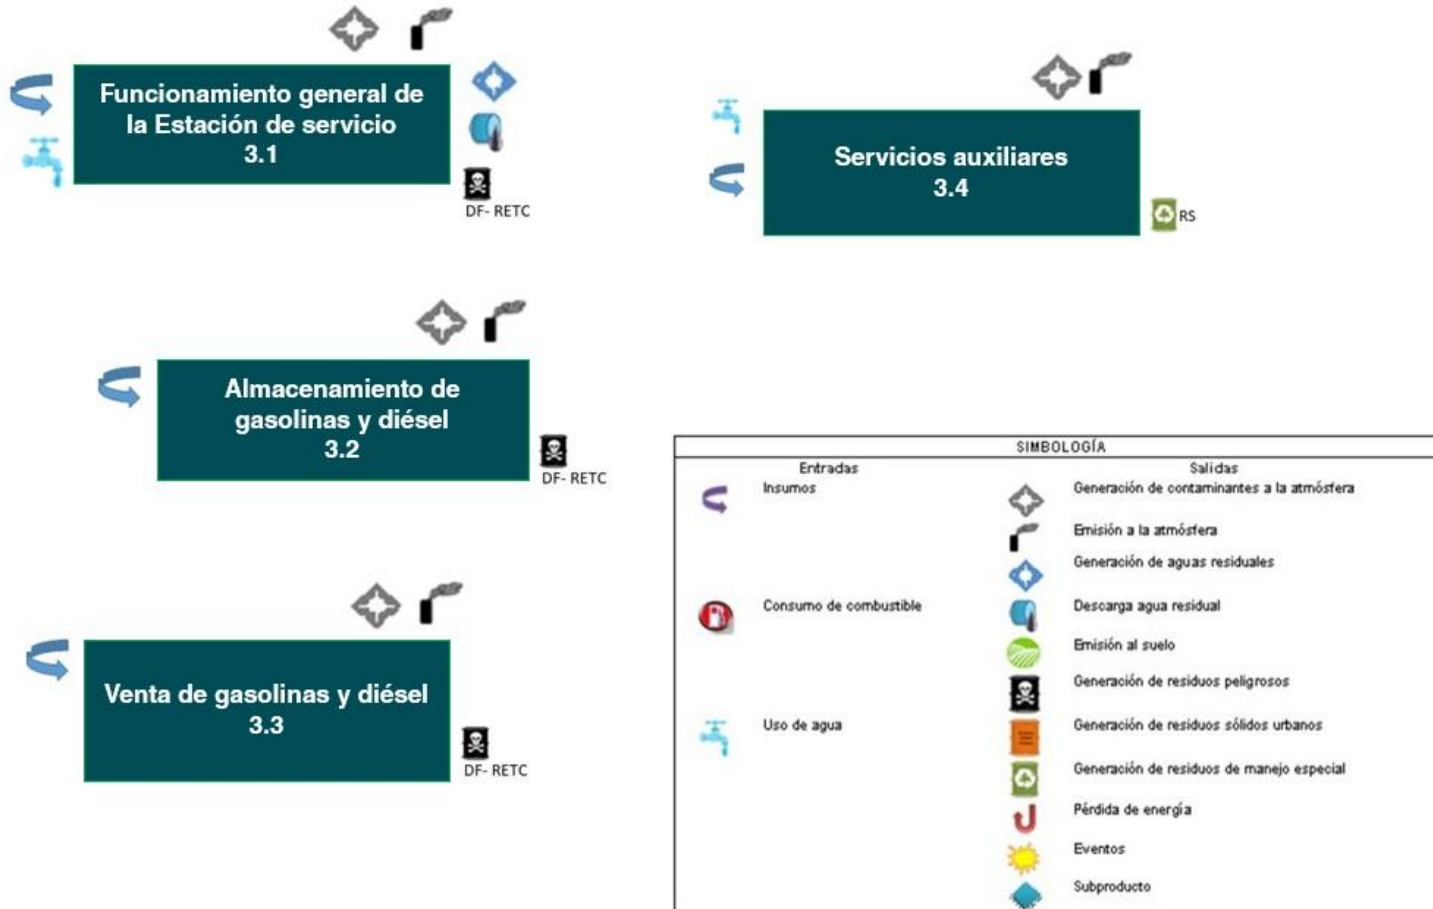 Funcionamiento general de
la Estación de servicio
3.1
DF- RETC
Servicios auxiliares
3.4
RS
Almacenamiento de
gasolinas y diésel
3.2
DF- RETC
Venta de gasolinas y diésel
3.3
DF- RETC
SIMBOLOGÍA
Entradas
Salidas
Insumos
Generación de contaminantes a la atmósfera
Emisión a la atmósfera
Generación de aguas residuales
Consumo de combustible
Descarga agua residual
Emisión al suelo
Generación de residuos peligrosos
Uso de agua
Generación de residuos sólidos urbanos
Generación de residuos de manejo especial
Pérdida de energía
Eventos
Subproducto